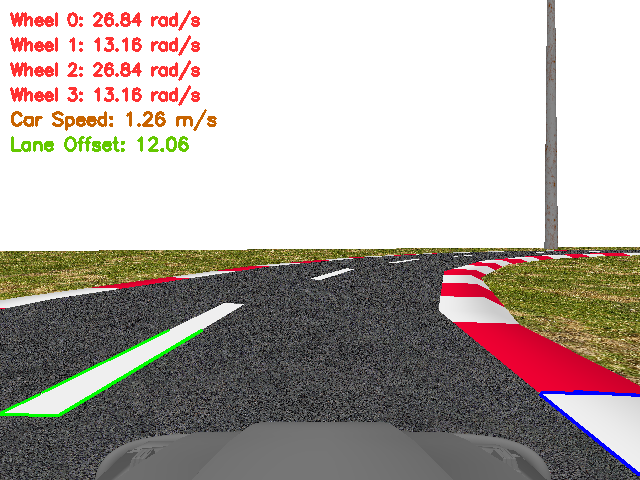 Wheel 0: 26.84 rad/s
Wheel 1: 13.16 rad/s
Wheel 2: 26.84 rad/s
Wheel 3: 13.16 rad/s
Car Speed: 1.26 m/s
Lane Offset: 12.06